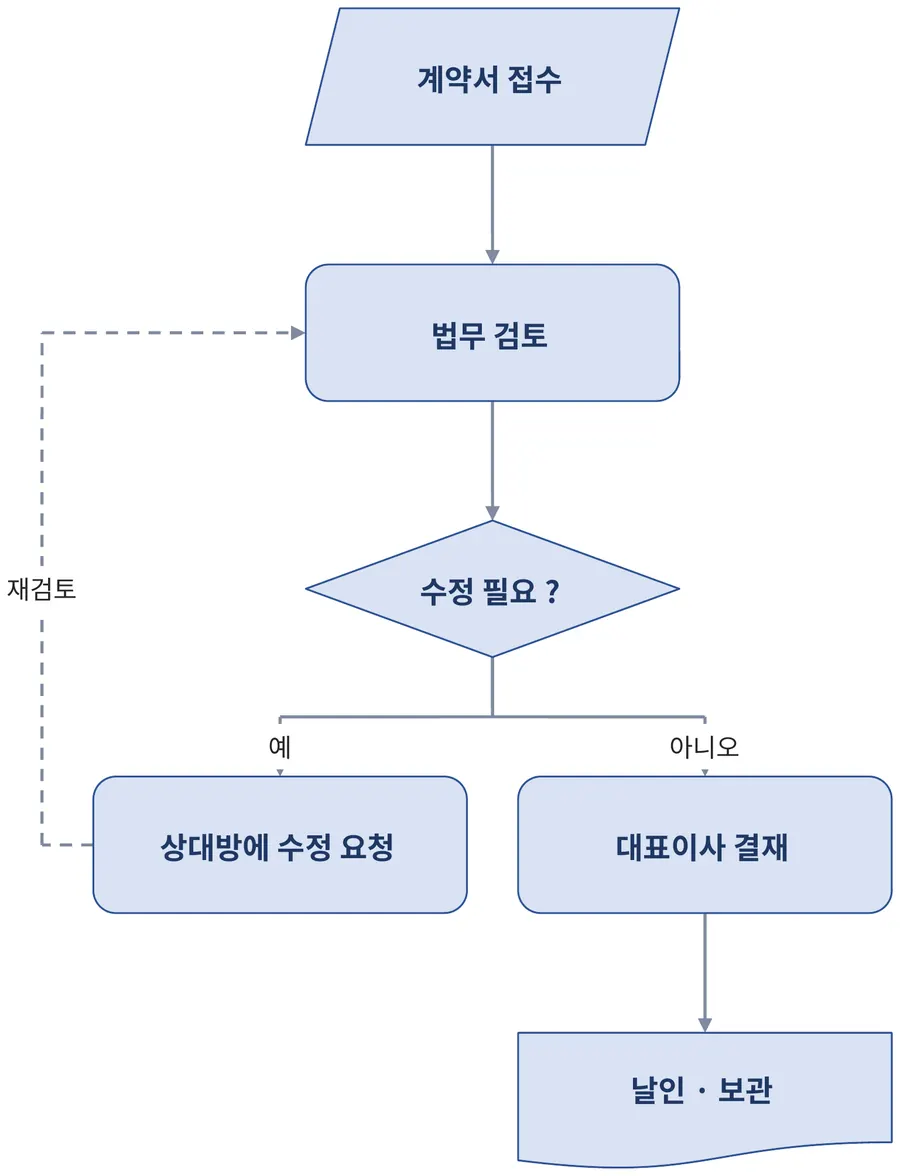 계약서 접수
법무 검토
재검토
수정 필요 ?
예
아니오
상대방에 수정 요청
대표이사 결재
날인 · 보관